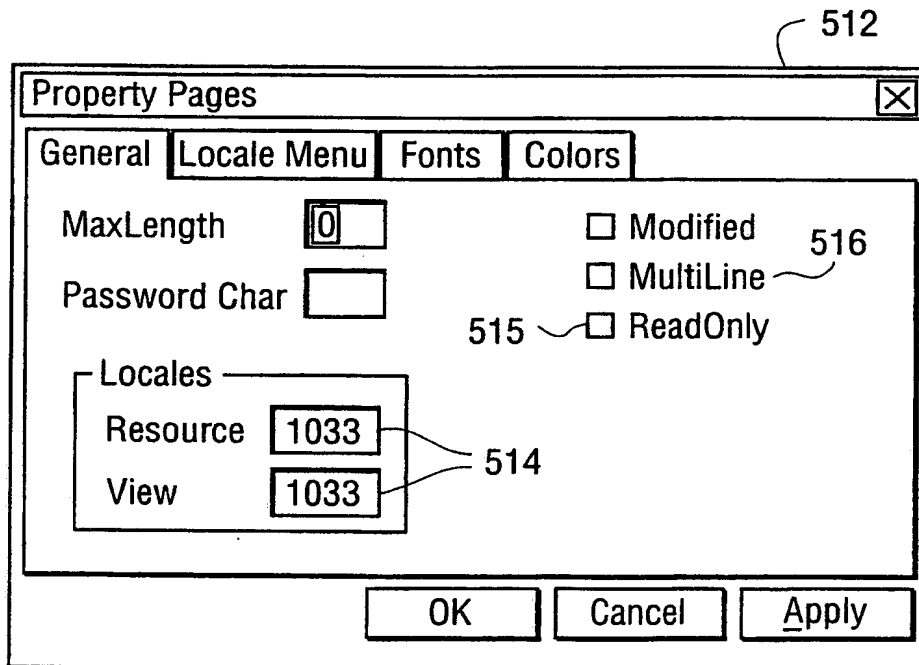 512
Property Pages
General Locale Menu Fonts Colors
MaxLength 0
Modified
MultiLine 516
Password Char
515 ReadOnly
Locales
Resource 1033
514
View 1033
OK Cancel Apply